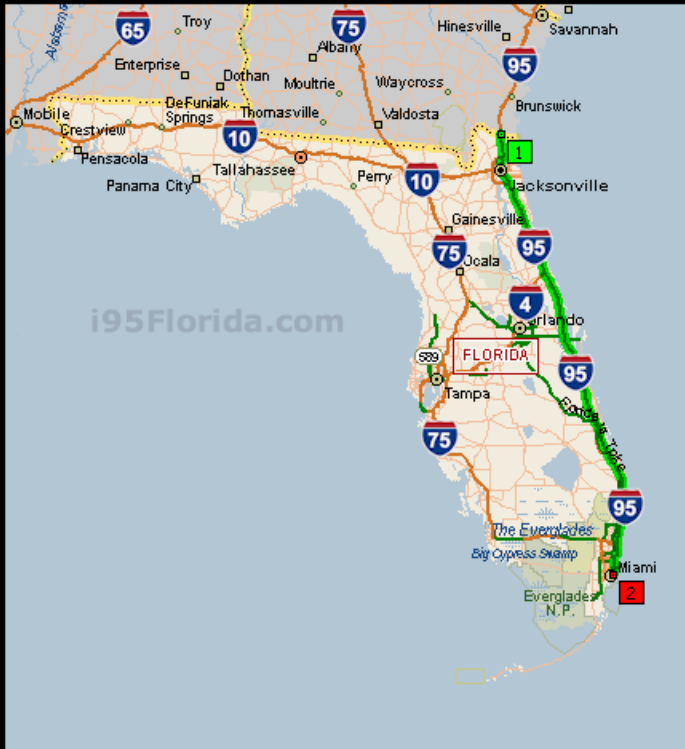 Alabama
65
Troy
75
Hinesville
Savannah
Albany
Enterprise
Dothan
Moultrie
Waycross
95
DeFuniak
Springs
Thomasville
Valdosta
Brunswick
Mobile
Crestview
10
Pensacola
Tallahassee
1
Panama City
Perry
10
Jacksonville
Gainesville
75
95
Ocala
4
i95Florida.com
Orlando
589
FLORIDA
95
Tampa
75
95
The Everglades
Big Cypress Swamp
Miami
Everglades
N.P.
2